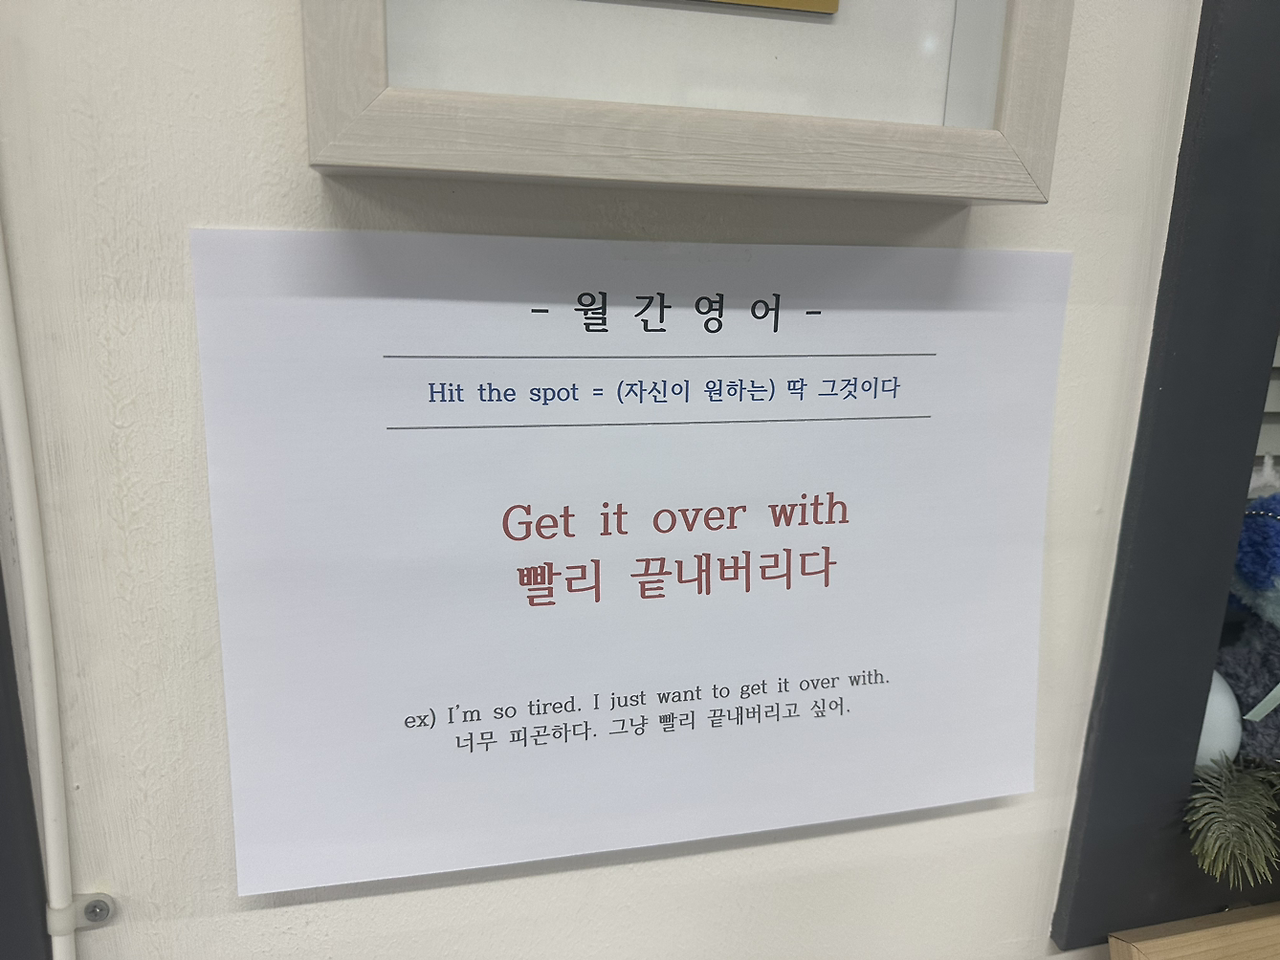 - 월 간 영 어 -
Hit the spot = (자신이 원하는) 딱 그것이다
Get it over with
빨리 끝내버리다
ex) I'm so tired. I just want to get it over with.
너무 피곤하다. 그냥 빨리 끝내버리고 싶어.